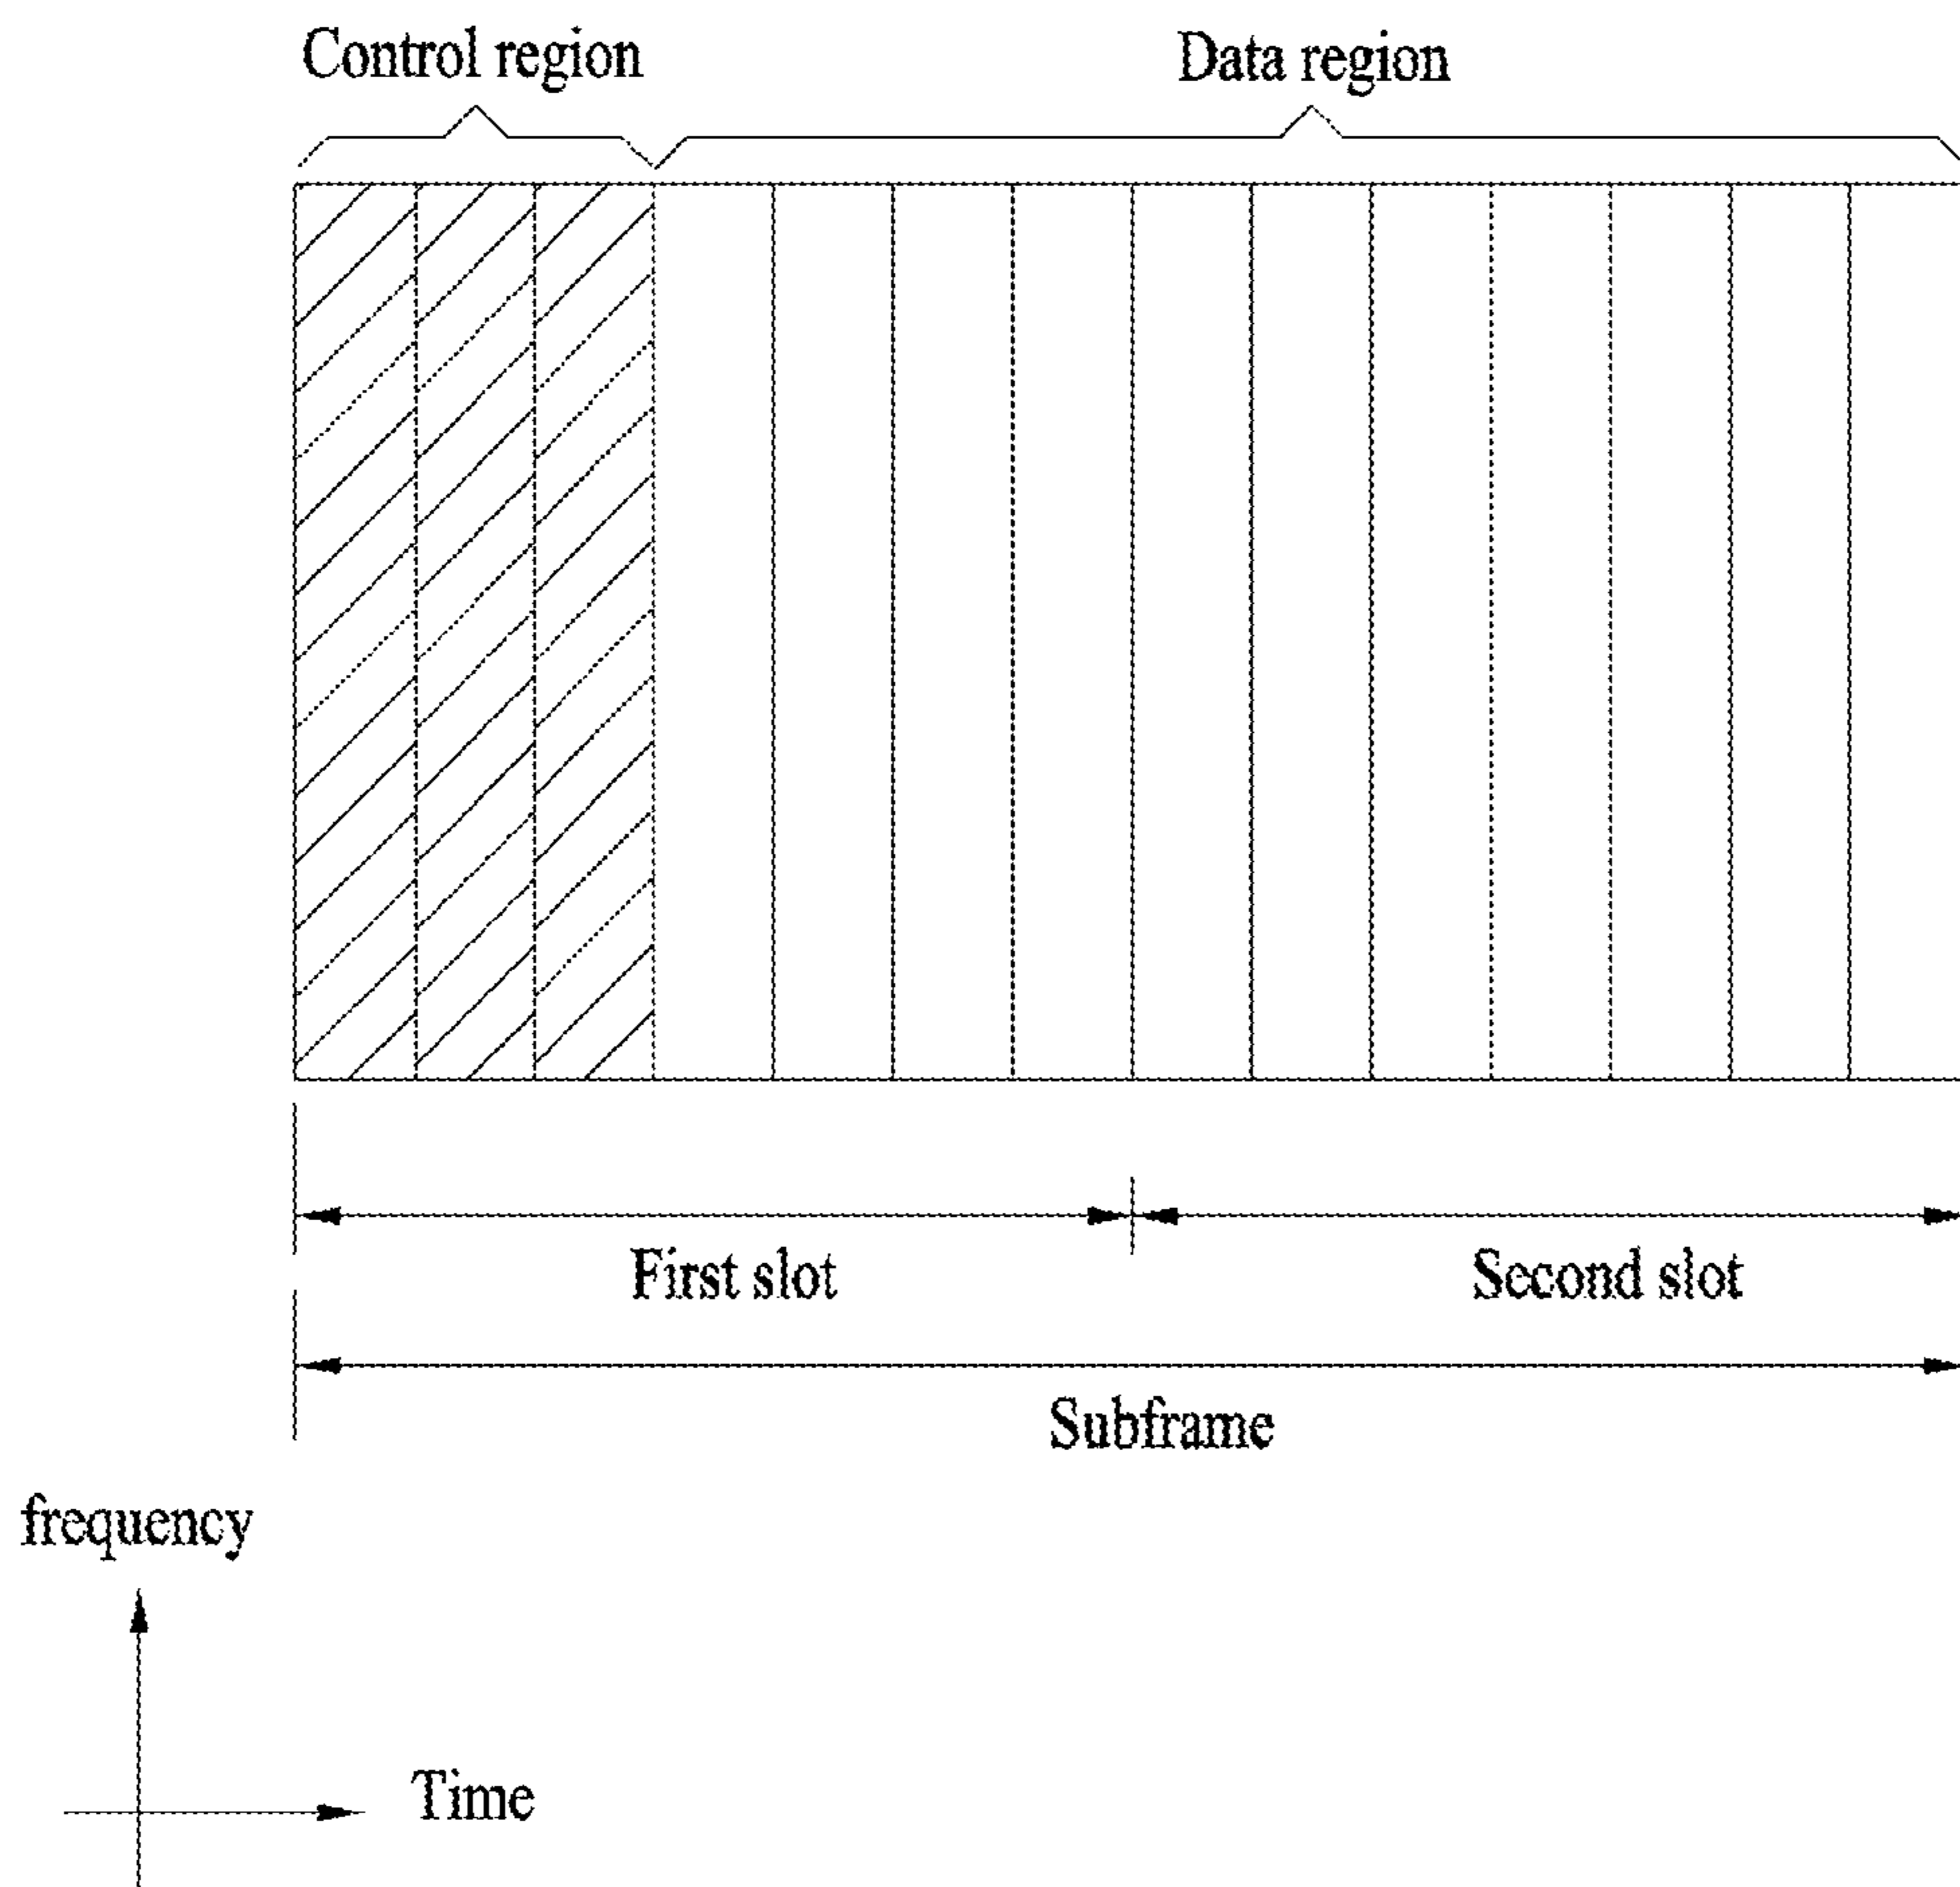 Control region
Data region
First slot
Second slot
Subframe
frequency
Time